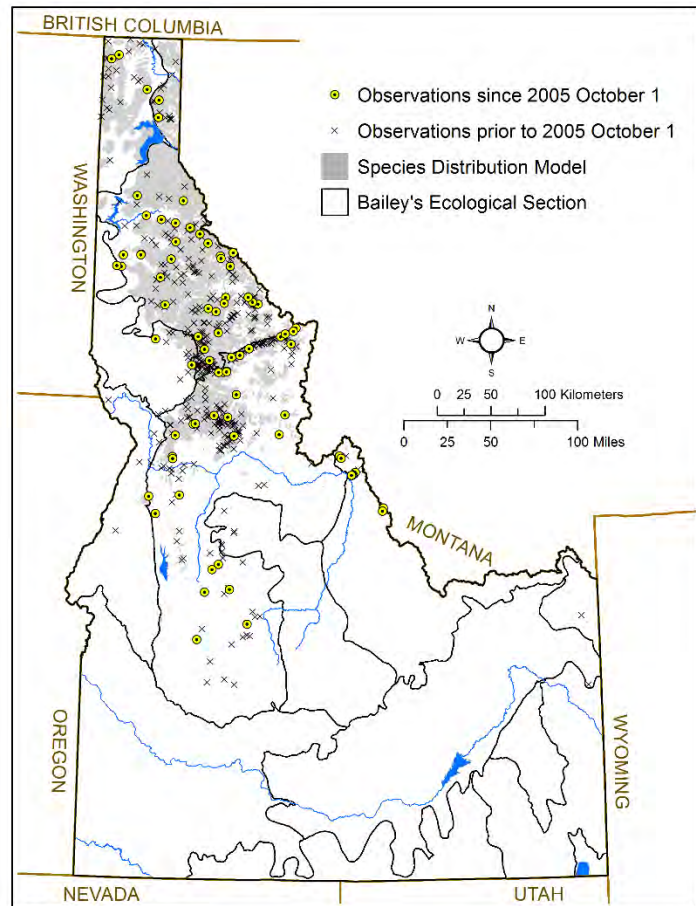 BRITISH COLUMBIA
Observations since 2005 October 1
Observations prior to 2005 October 1
Species Distribution Model
Bailey's Ecological Section
WASHINGTON
N
W E
S
0 25 50 100 Kilometers
0 25 50 100 Miles
MONTANA
OREGON
WYOMING
NEVADA
UTAH